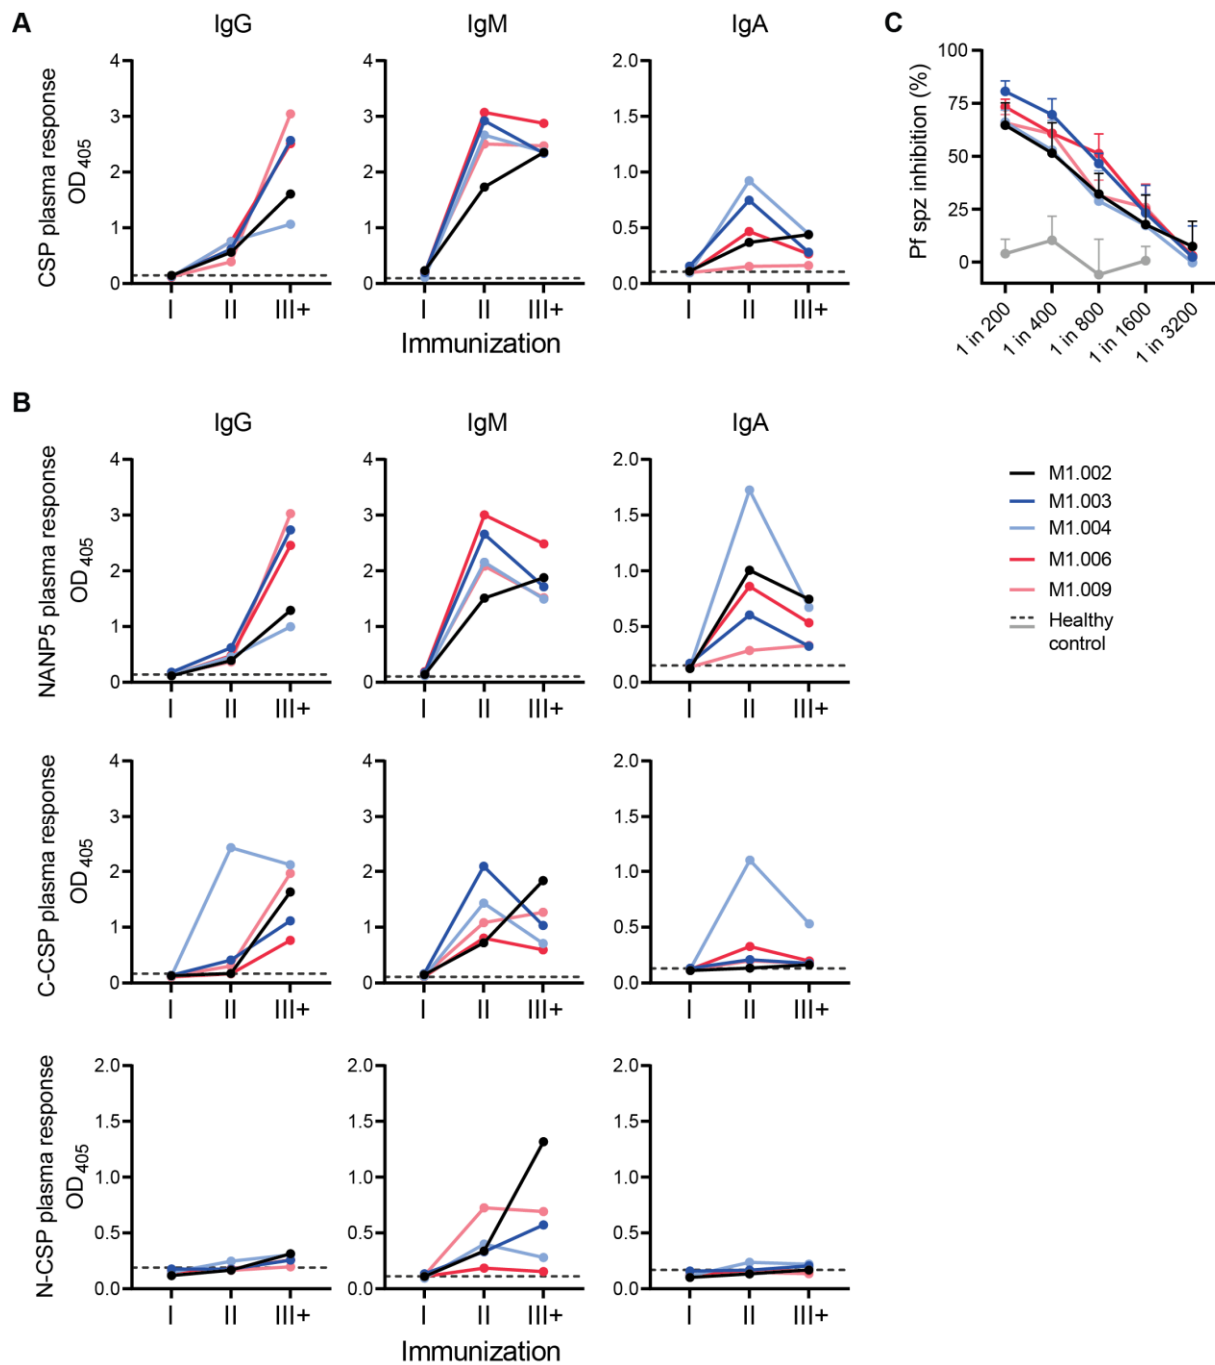 A
IgG
IgM
IgA
CSP plasma response
OD405
4
3
2
1
0
I II III+
4
3
2
1
0
I II III+
2.0
1.5
1.0
0.5
0.0
I II III+
Immunization
C
Pf spz inhibition (%)
100
75
50
25
0
1 in 200
1 in 400
1 in 800
1 in 1600
1 in 3200
B
IgG
IgM
IgA
NANP5 plasma response
OD405
4
3
2
1
0
I II III+
4
3
2
1
0
I II III+
2.0
1.5
1.0
0.5
0.0
I II III+
M1.002
M1.003
M1.004
M1.006
M1.009
Healthy
control
C-CSP plasma response
OD405
4
3
2
1
0
I II III+
4
3
2
1
0
I II III+
2.0
1.5
1.0
0.5
0.0
I II III+
N-CSP plasma response
OD405
2.0
1.5
1.0
0.5
0.0
I II III+
2.0
1.5
1.0
0.5
0.0
I II III+
2.0
1.5
1.0
0.5
0.0
I II III+
Immunization